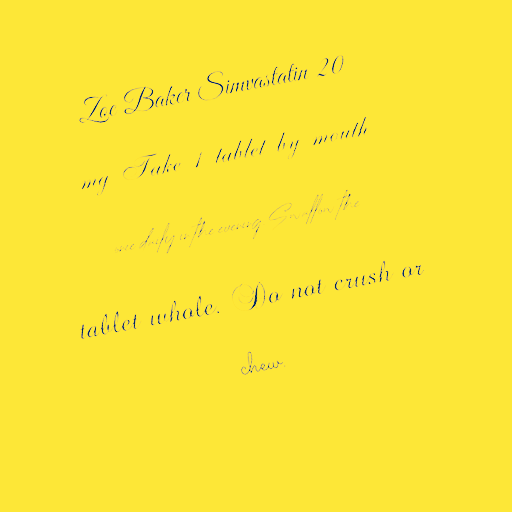 Zoe Baker Simvastatin 20
mg Take 1 tablet by mouth
daily in the evening Swallow the
tablet whole. Do not crush or
chew.